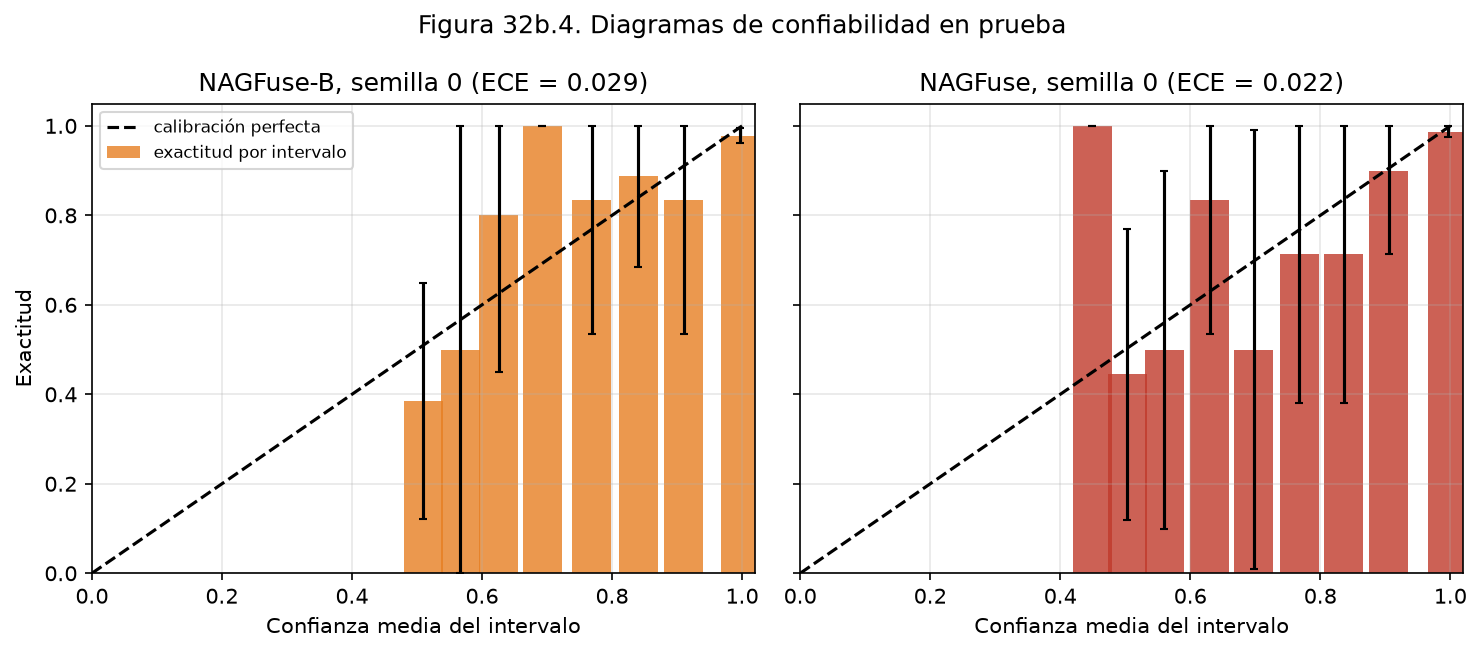 Figura 32b.4. Diagramas de confiabilidad en prueba
NAGFuse-B, semilla 0 (ECE = 0.029)
calibración perfecta
exactitud por intervalo
Exactitud
1.0
0.8
0.6
0.4
0.2
0.0
0.0 0.2 0.4 0.6 0.8 1.0
Confianza media del intervalo
NAGFuse, semilla 0 (ECE = 0.022)
0.0 0.2 0.4 0.6 0.8 1.0
Confianza media del intervalo